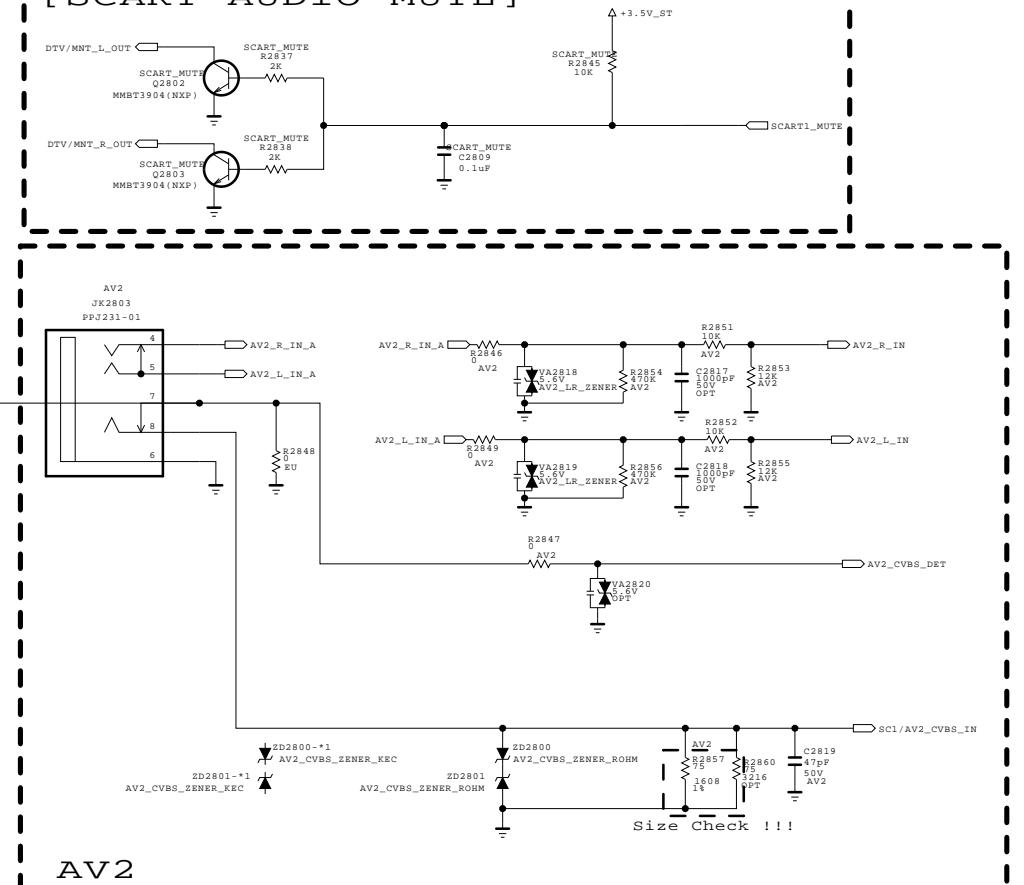 [SCART AUDIO MUTE]
+3.5V_ST
DTV/MNT_L_OUT
SCART_MUTE
R2837
2K
SCART_MUTE
R2845
10K
SCART_MUTE
Q2802
MMBT3904(NXP)
SCART1_MUTE
DTV/MNT_R_OUT
SCART_MUTE
R2838
2K
SCART_MUTE
C2809
0.1uF
SCART_MUTE
Q2803
MMBT3904(NXP)
AV2
JK2803
PPJ231-01
4
5
7
8
6
AV2_R_IN_A
AV2_L_IN_A
R2848
0
EU
AV2_R_IN_A
R2846
0
AV2
VA2818
5.6V
AV2_LR_ZENER
R2854
470K
AV2
C2817
1000pF
50V
OPT
R2851
10K
AV2
R2853
12K
AV2
AV2_R_IN
AV2_L_IN_A
R2849
0
AV2
VA2819
5.6V
AV2_LR_ZENER
R2856
470K
AV2
C2818
1000pF
50V
OPT
R2852
10K
AV2
R2855
12K
AV2
AV2_L_IN
R2847
0
AV2
VA2820
5.6V
OPT
AV2_CVBS_DET
SC1/AV2_CVBS_IN
ZD2800-*1
AV2_CVBS_ZENER_KEC
ZD2801-*1
AV2_CVBS_ZENER_KEC
ZD2800
AV2_CVBS_ZENER_ROHM
ZD2801
AV2_CVBS_ZENER_ROHM
AV2
R2857
75
1608
1%
R2860
75
3216
OPT
C2819
47pF
50V
AV2
Size Check !!!
AV2